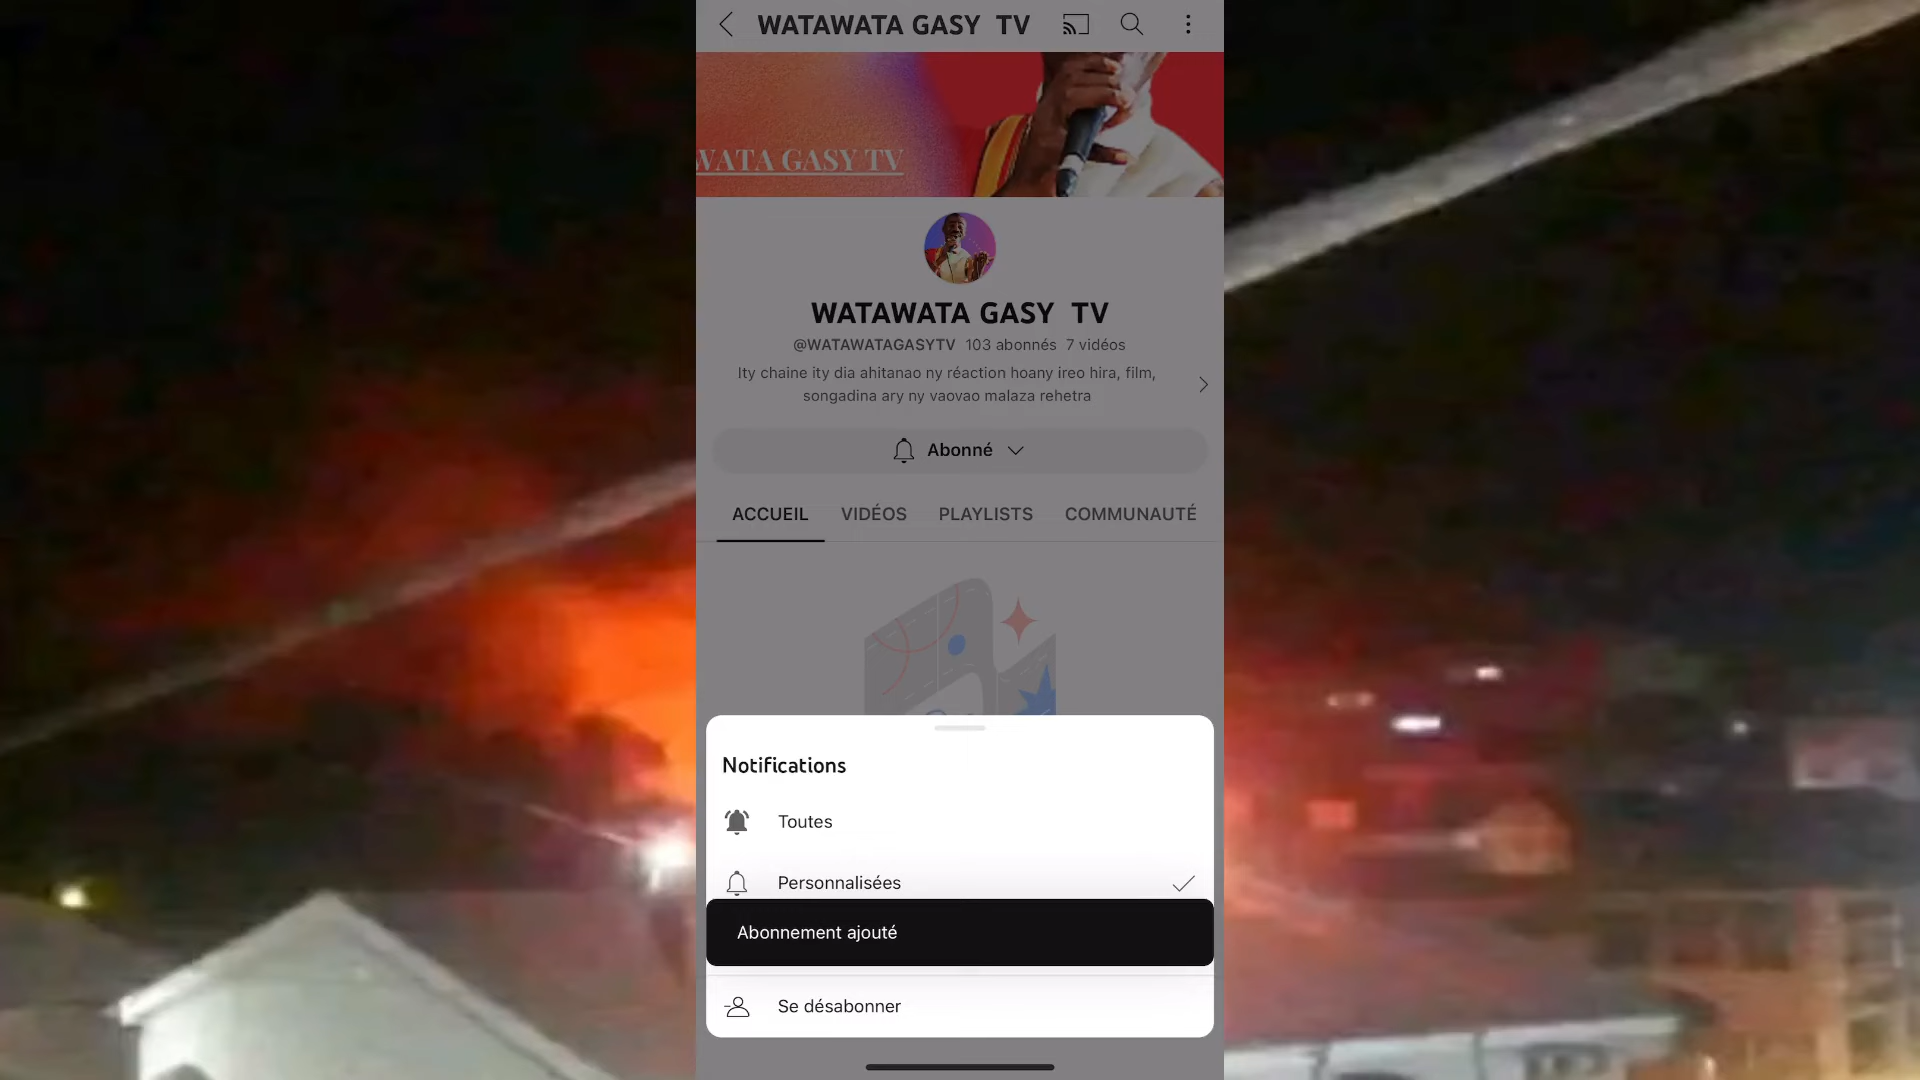 WATAWATA GASY TV
WATA GASY TV
WATAWATA GASY TV
@WATAWATAGASYTV 103 abonnés 7 vidéos
Ity chaine ity dia ahitanao ny réaction hoany ireo hira, film,
songadina ary ny vaovao malaza rehetra
Abonné
ACCUEIL VIDÉOS PLAYLISTS COMMUNAUTÉ
Notifications
Toutes
Personnalisées
Abonnement ajouté
Se désabonner